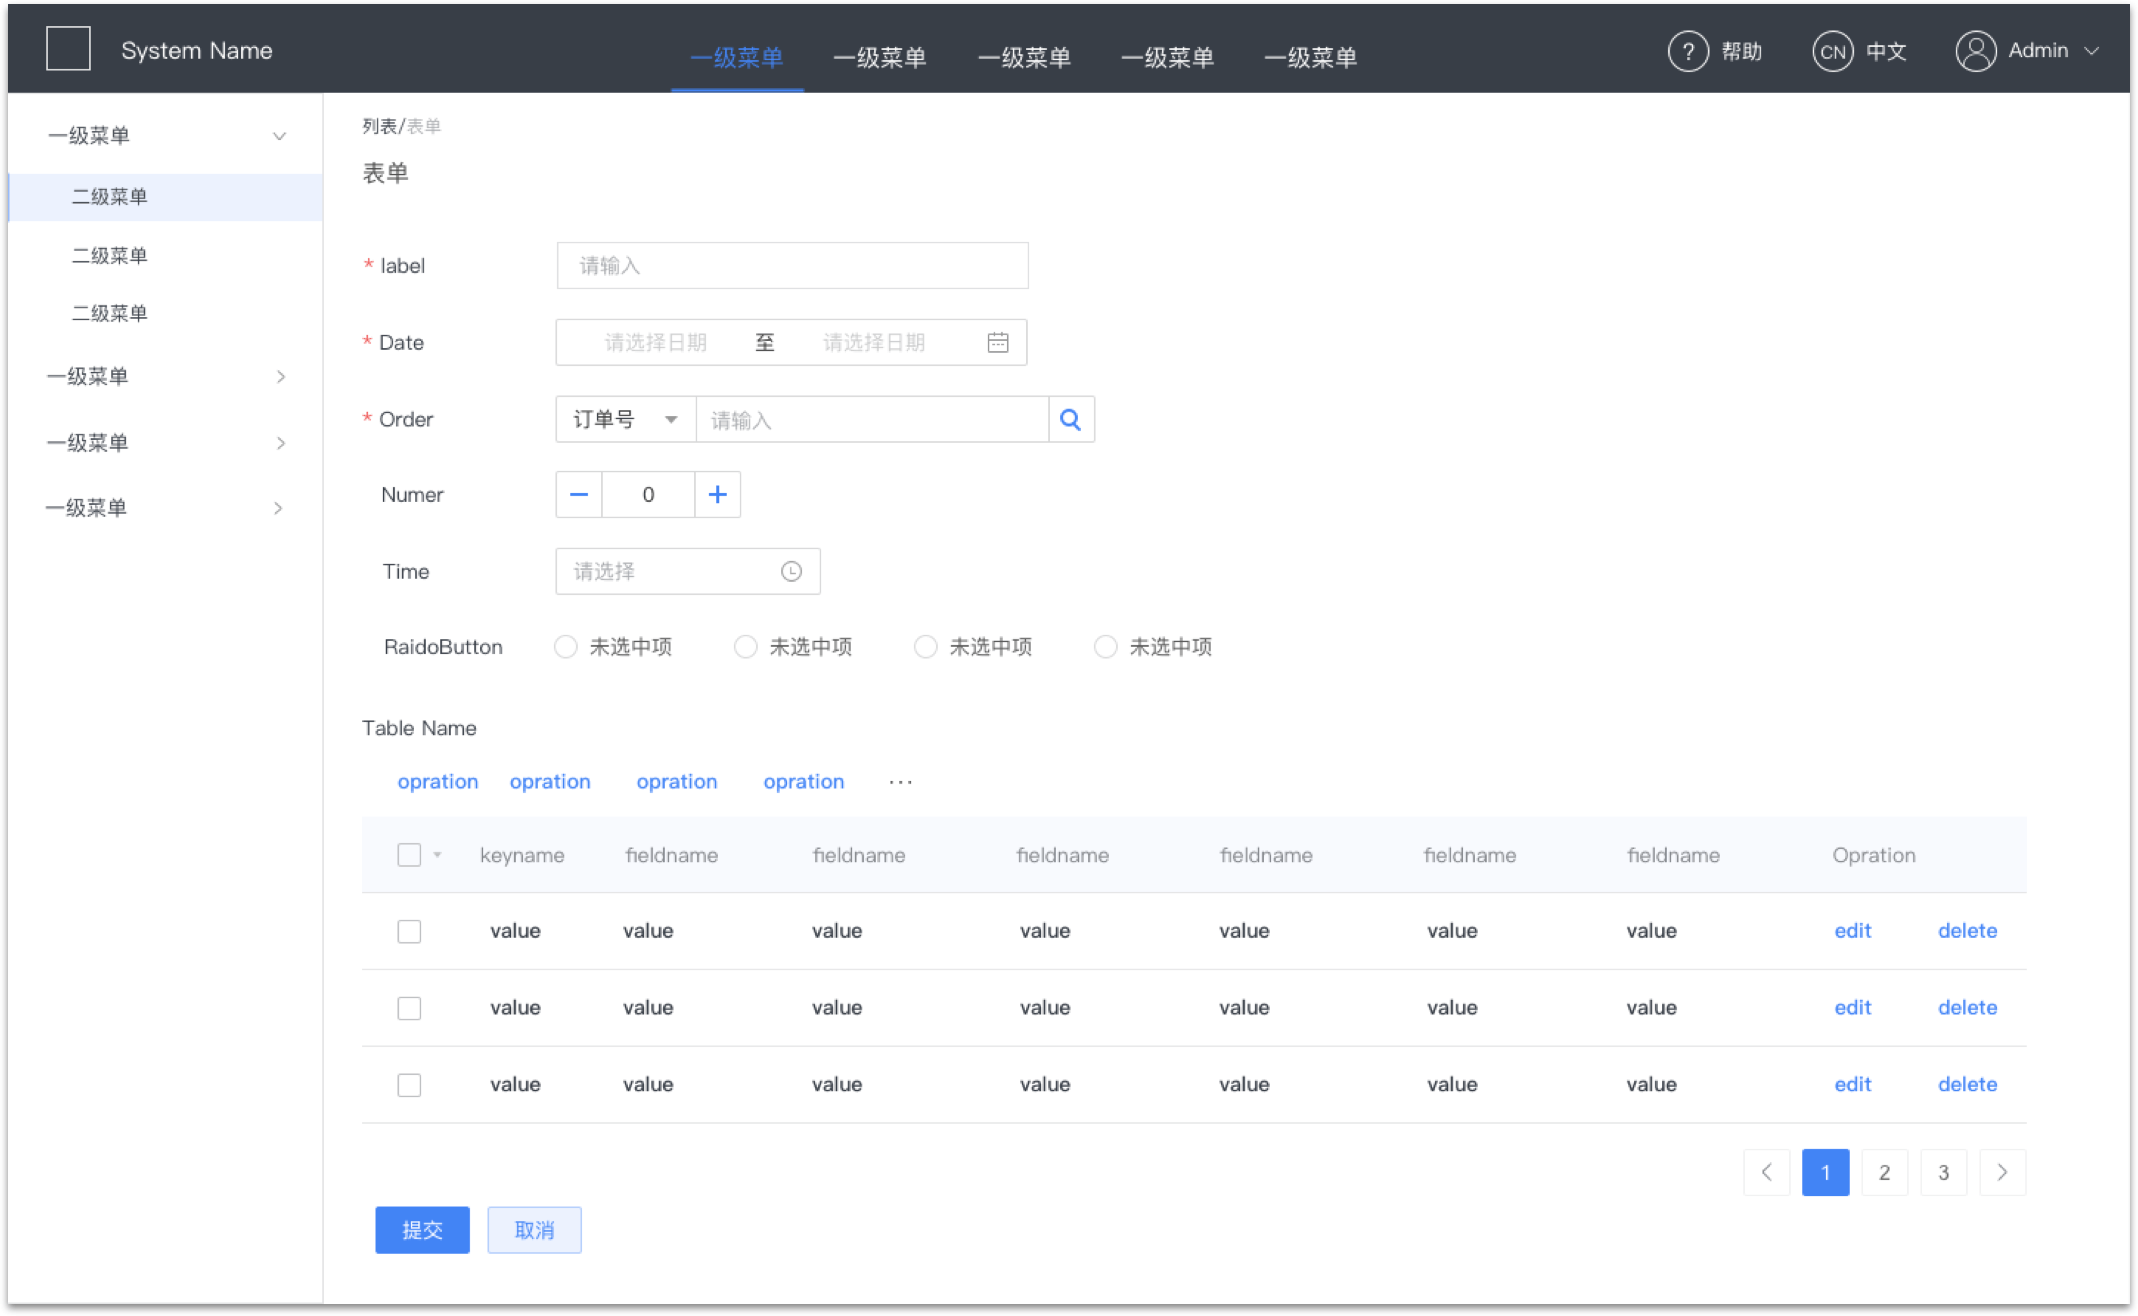 System Name 一级菜单 一级菜单 一级菜单 一级菜单 一级菜单 ? 帮助 CN 中文 Admin
一级菜单
二级菜单
二级菜单
二级菜单
一级菜单
一级菜单
一级菜单
列表/表单
表单
* label 请输入
* Date 请选择日期 至 请选择日期
* Order 订单号 请输入
Numer 0
Time 请选择
RaidoButton 未选中项 未选中项 未选中项 未选中项
Table Name
opration opration opration opration ...
keyname fieldname fieldname fieldname fieldname fieldname fieldname Opration
value value value value value value value edit delete
value value value value value value value edit delete
value value value value value value value edit delete
1 2 3
提交 取消